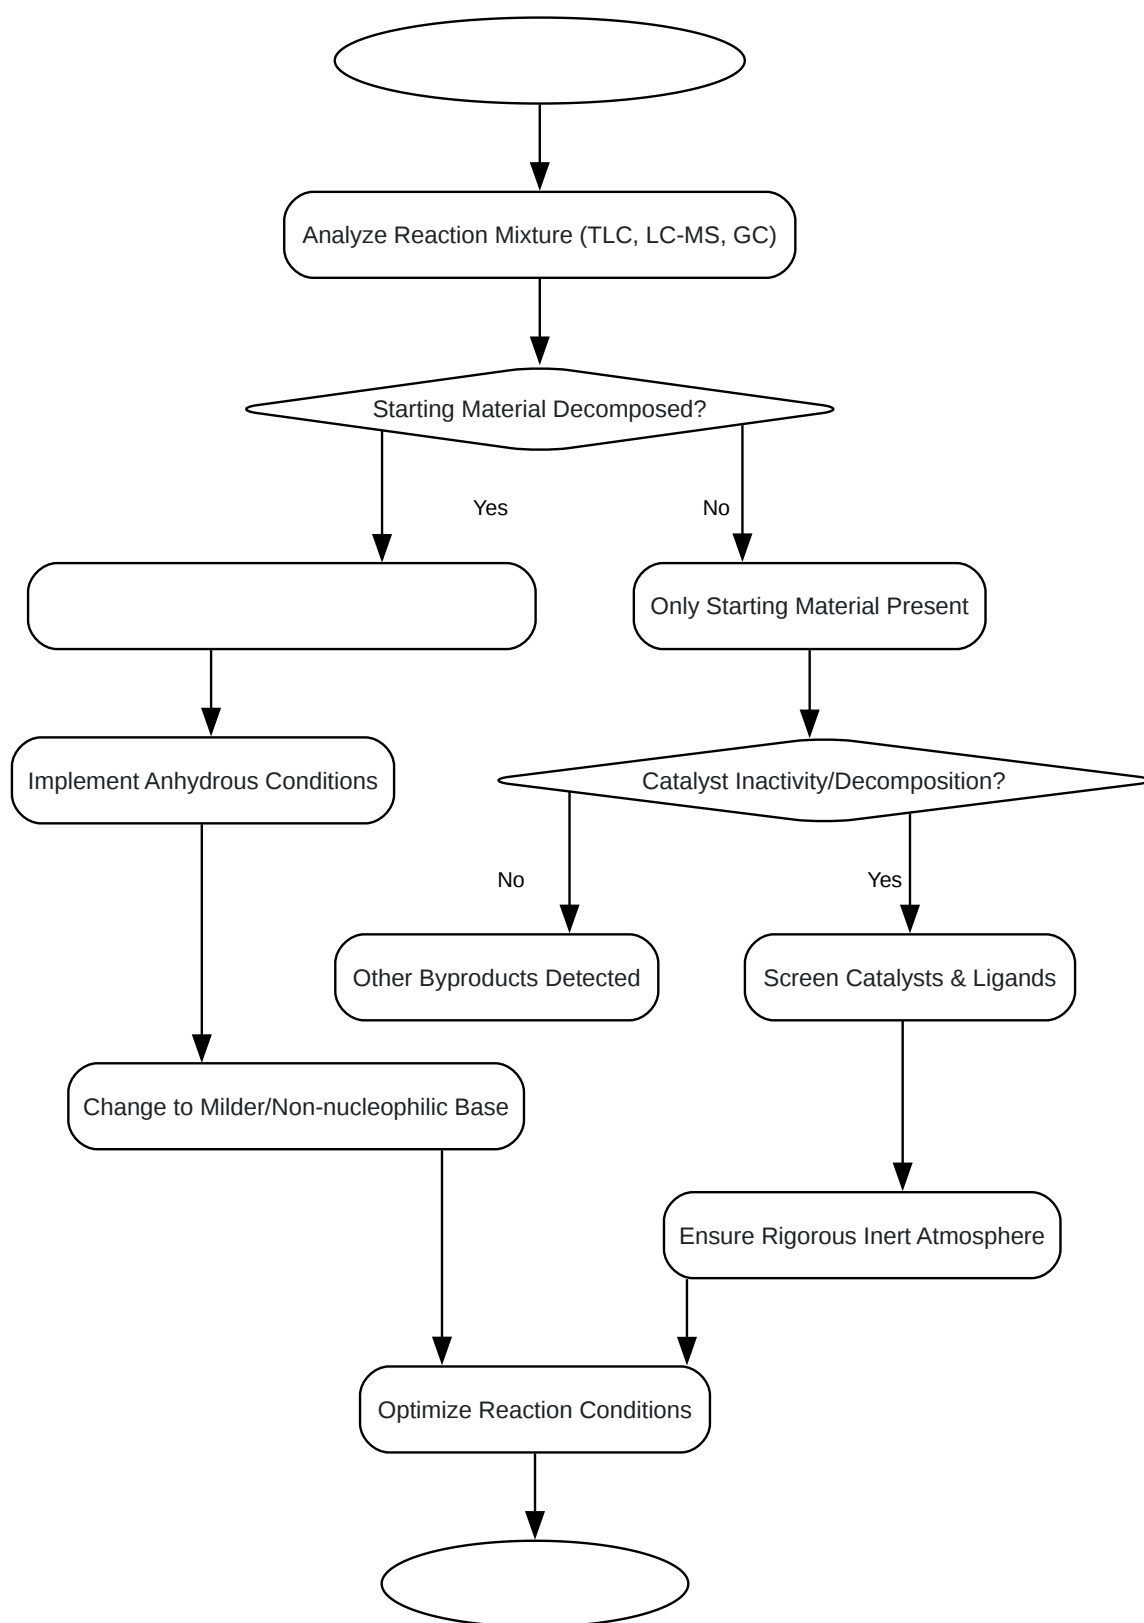 Analyze Reaction Mixture (TLC, LC-MS, GC)
Starting Material Decomposed?
Yes
No
Only Starting Material Present
Implement Anhydrous Conditions
Catalyst Inactivity/Decomposition?
No
Yes
Other Byproducts Detected
Screen Catalysts & Ligands
Change to Milder/Non-nucleophilic Base
Ensure Rigorous Inert Atmosphere
Optimize Reaction Conditions